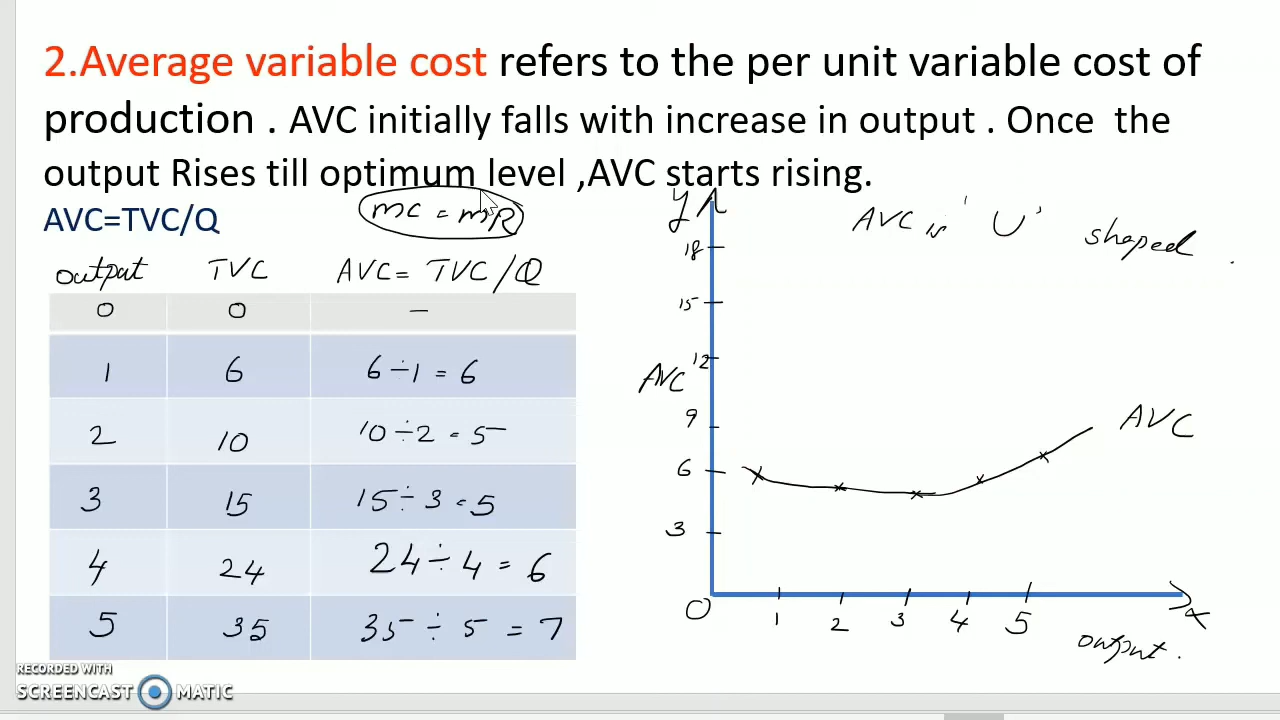 2.Average variable cost refers to the per unit variable cost of
production . AVC initially falls with increase in output . Once the
output Rises till optimum level ,AVC starts rising.
AVC=TVC/Q
MC = MR
output TVC AVC = TVC/Q
0 0 —
1 6 6÷1 = 6
2 10 10÷2 = 5
3 15 15÷3 = 5
4 24 24÷4 = 6
5 35 35÷5 = 7
y
AVC is 'U' shaped .
18
15
12
AVC
9
AVC
6
3
0
1 2 3 4 5
x
output .
RECORDED WITH
SCREENCAST MATIC